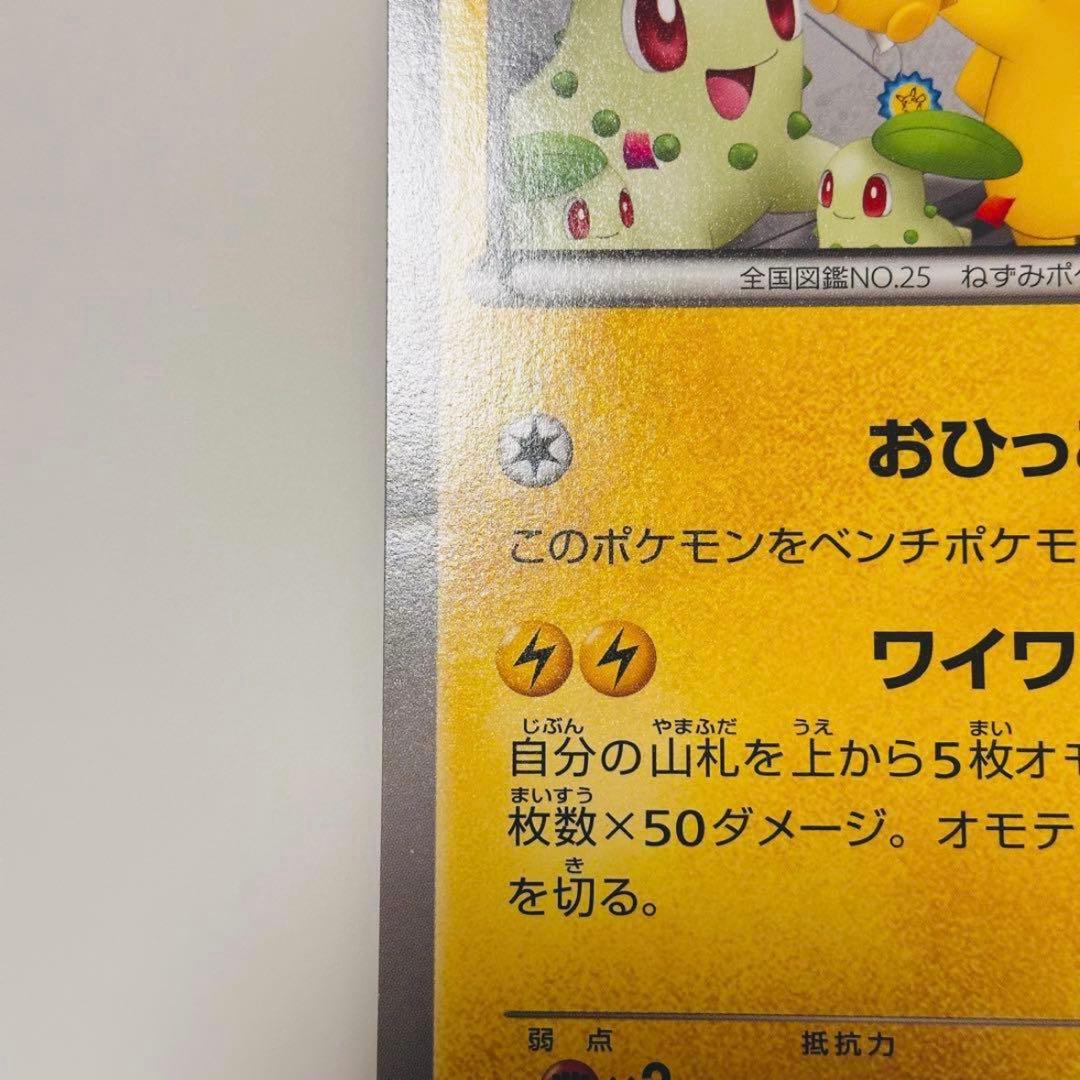 全国図鑑NO.25 ねずみポケ
おひっ
このポケモンをベンチポケモ
ワイワ
じぶん やまふだ うえ まい
自分の山札を上から5枚オモ
まいすう
枚数×50ダメージ。オモテ
き
を切る。
弱点 抵抗力
×2